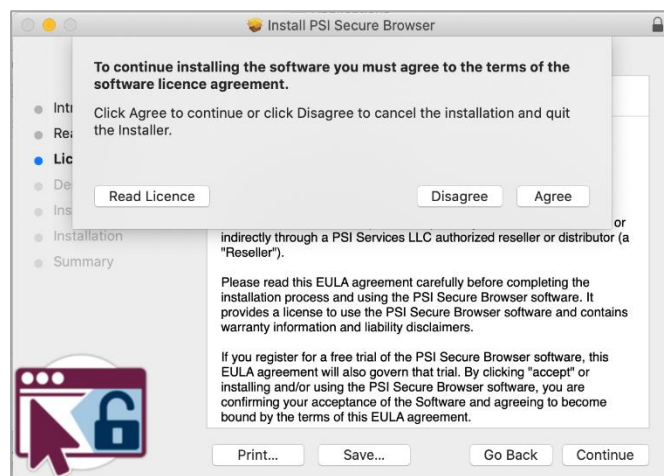 Install PSI Secure Browser
To continue installing the software you must agree to the terms of the
software licence agreement.
Click Agree to continue or click Disagree to cancel the installation and quit
the Installer.
Read Licence
Disagree
Agree
Lic
Installation
Summary
or
indirectly through a PSI Services LLC authorized reseller or distributor (a
"Reseller").
Please read this EULA agreement carefully before completing the
installation process and using the PSI Secure Browser software. It
provides a license to use the PSI Secure Browser software and contains
warranty information and liability disclaimers.
If you register for a free trial of the PSI Secure Browser software, this
EULA agreement will also govern that trial. By clicking "accept" or
installing and/or using the PSI Secure Browser software, you are
confirming your acceptance of the Software and agreeing to become
bound by the terms of this EULA agreement.
Print...
Save...
Go Back
Continue